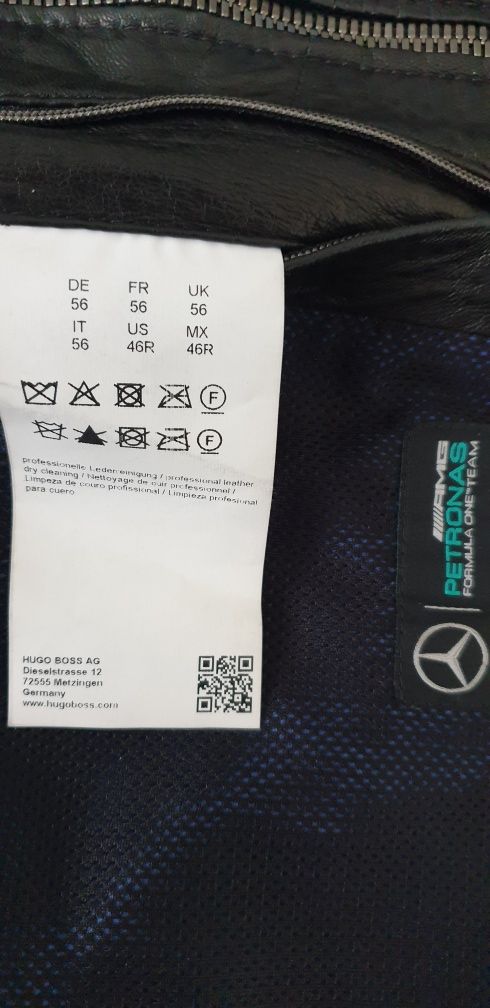 DE FR UK
56 56 56
IT US MX
56 46R 46R
F
F
professionelle Lederreinigung / professional leather
dry cleaning / Nettoyage de cuir professionnel /
Limpeza de couro profissional / Limpieza profesional
para cuero
HUGO BOSS AG
Dieselstrasse 12
72555 Metzingen
Germany
www.hugoboss.com
AMG
PETRONAS
FORMULA ONE™ TEAM